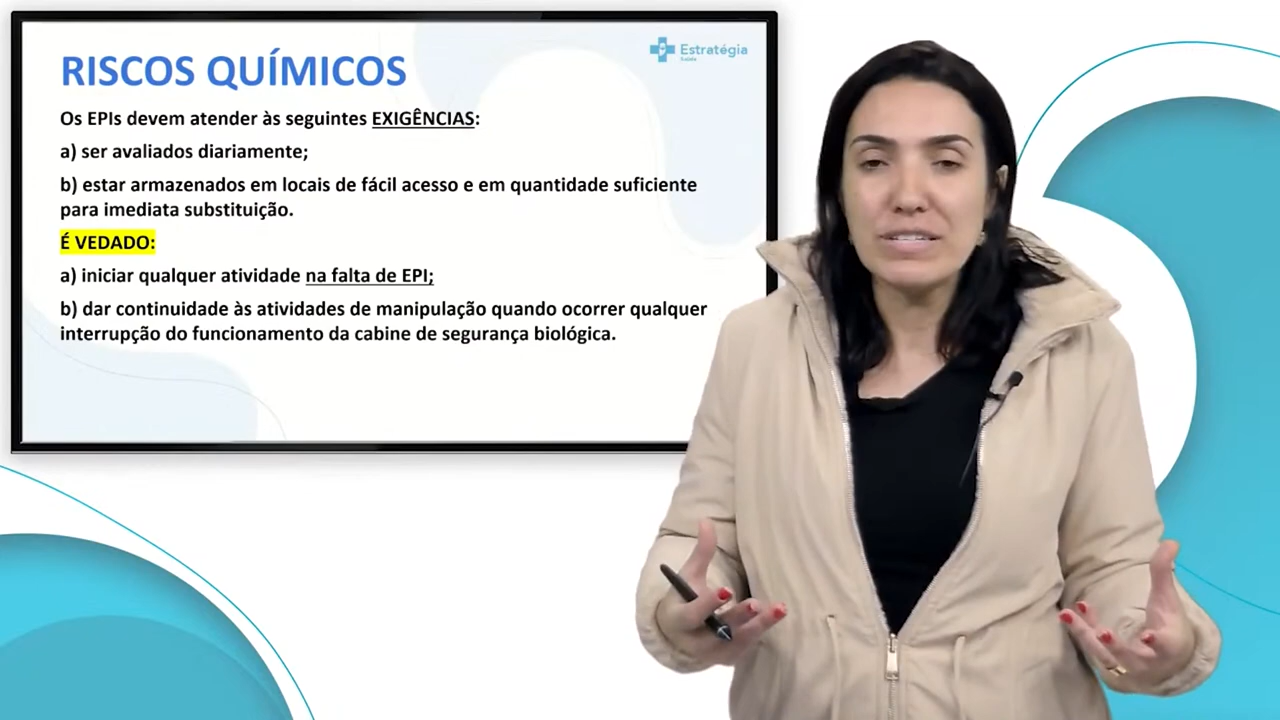 RISCOS QUÍMICOS
Estratégia
Saúde
Os EPIs devem atender às seguintes EXIGÊNCIAS:
a) ser avaliados diariamente;
b) estar armazenados em locais de fácil acesso e em quantidade suficiente
para imediata substituição.
É VEDADO:
a) iniciar qualquer atividade na falta de EPI;
b) dar continuidade às atividades de manipulação quando ocorrer qualquer
interrupção do funcionamento da cabine de segurança biológica.